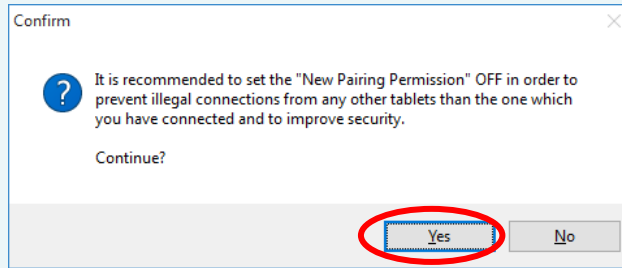 Confirm
It is recommended to set the "New Pairing Permission" OFF in order to
prevent illegal connections from any other tablets than the one which
you have connected and to improve security.
Continue?
Yes
No